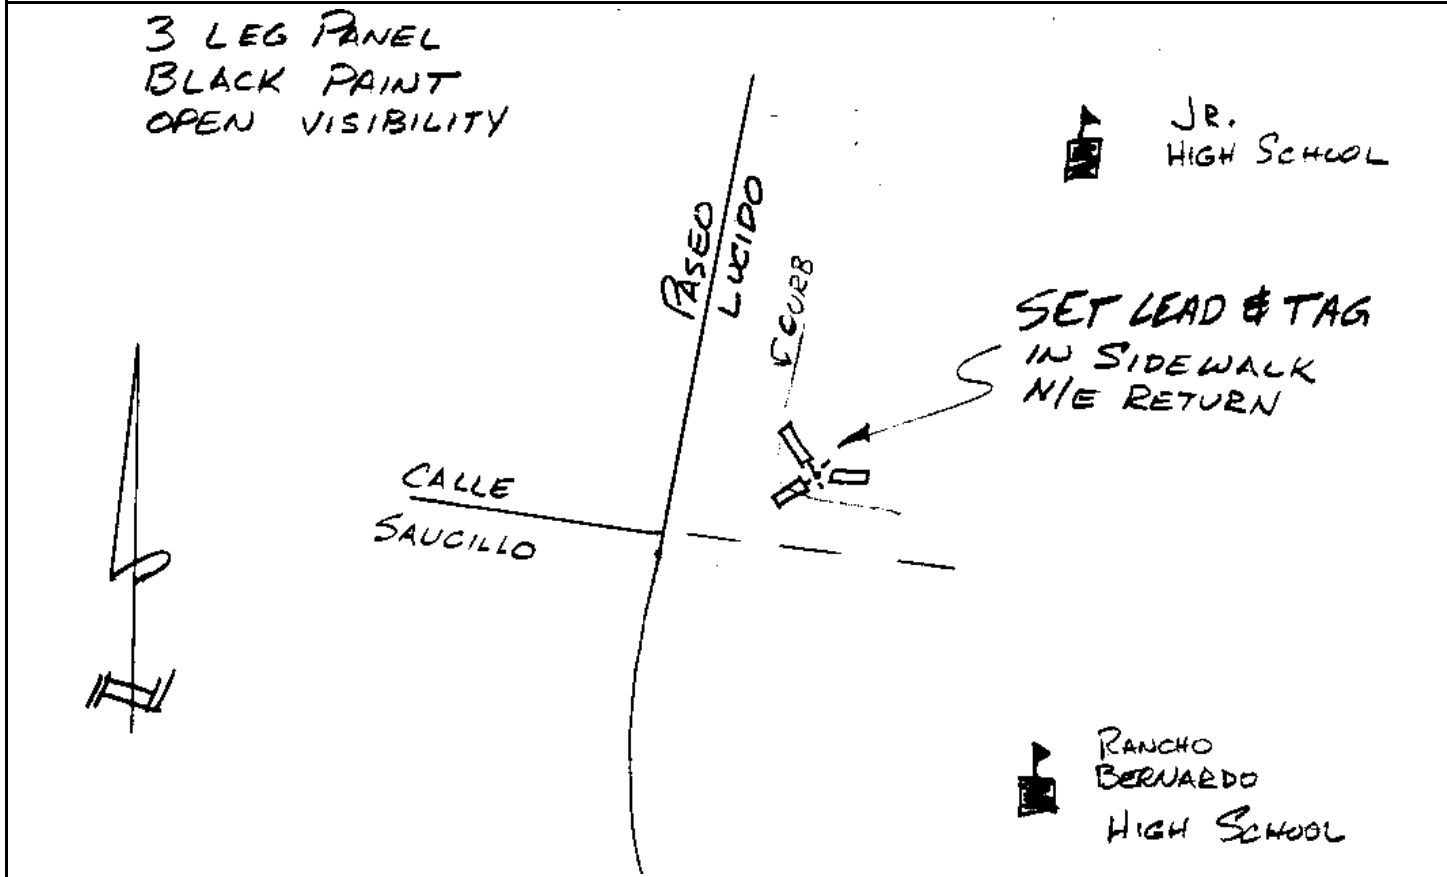 3 LEG PANEL
BLACK PAINT
OPEN VISIBILITY
JR.
HIGH SCHOOL
PASEO
LUCIDO
CURB
SET LEAD & TAG
IN SIDEWALK
N/E RETURN
CALLE
SAUCILLO
RANCHO
BERNARDO
HIGH SCHOOL